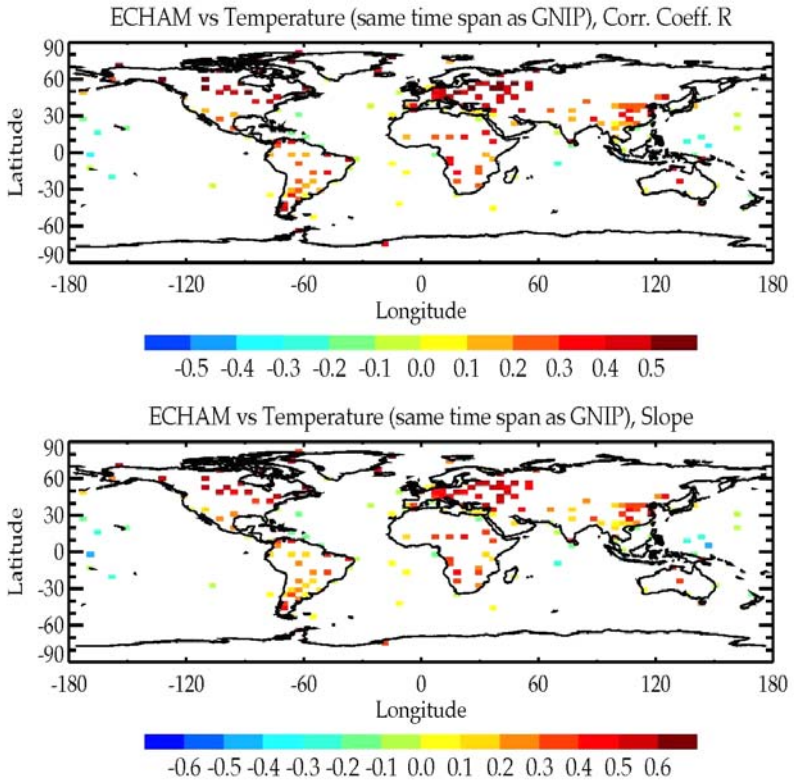 ECHAM vs Temperature (same time span as GNIP), Corr. Coeff. R
90
60
30
0
-30
-60
-90
Latitude
-180 -120 -60 0 60 120 180
Longitude
-0.5 -0.4 -0.3 -0.2 -0.1 0.0 0.1 0.2 0.3 0.4 0.5
ECHAM vs Temperature (same time span as GNIP), Slope
90
60
30
0
-30
-60
-90
Latitude
-180 -120 -60 0 60 120 180
Longitude
-0.6 -0.5 -0.4 -0.3 -0.2 -0.1 0.0 0.1 0.2 0.3 0.4 0.5 0.6